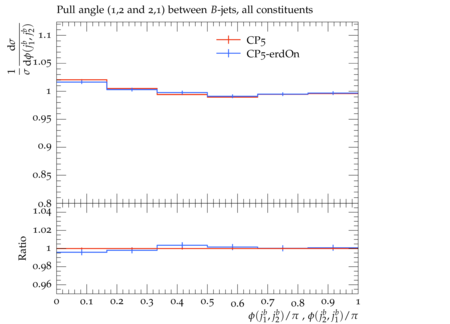 Pull angle (1,2 and 2,1) between B-jets, all constituents
1/σ dσ/dϕ(j₁ᵇ,j₂ᵇ)
CP5
CP5-erdOn
1.1
1.05
1
0.95
0.9
0.85
0.8
Ratio
1.04
1.02
1
0.98
0.96
0 0.1 0.2 0.3 0.4 0.5 0.6 0.7 0.8 0.9 1
ϕ(j₁ᵇ,j₂ᵇ)/π , ϕ(j₂ᵇ,j₁ᵇ)/π